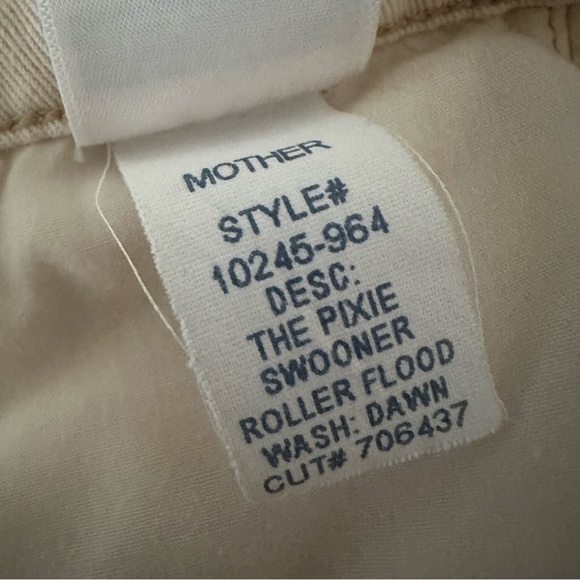 MOTHER
STYLE#
10245-964
DESC:
THE PIXIE
SWOONER
ROLLER FLOOD
WASH: DAWN
CUT# 706437